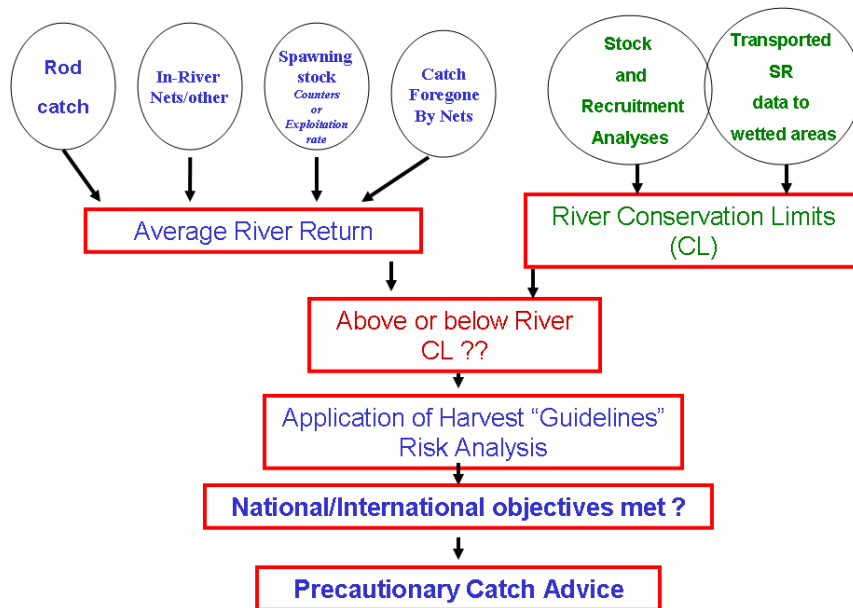 Rod
catch
In-River
Nets/other
Spawning
stock
Counters
or
Exploitation
rate
Catch
Foregone
By Nets
Stock
and
Recruitment
Analyses
Transported
SR
data to
wetted areas
Average River Return
River Conservation Limits
(CL)
Above or below River
CL ??
Application of Harvest “Guidelines”
Risk Analysis
National/International objectives met ?
Precautionary Catch Advice